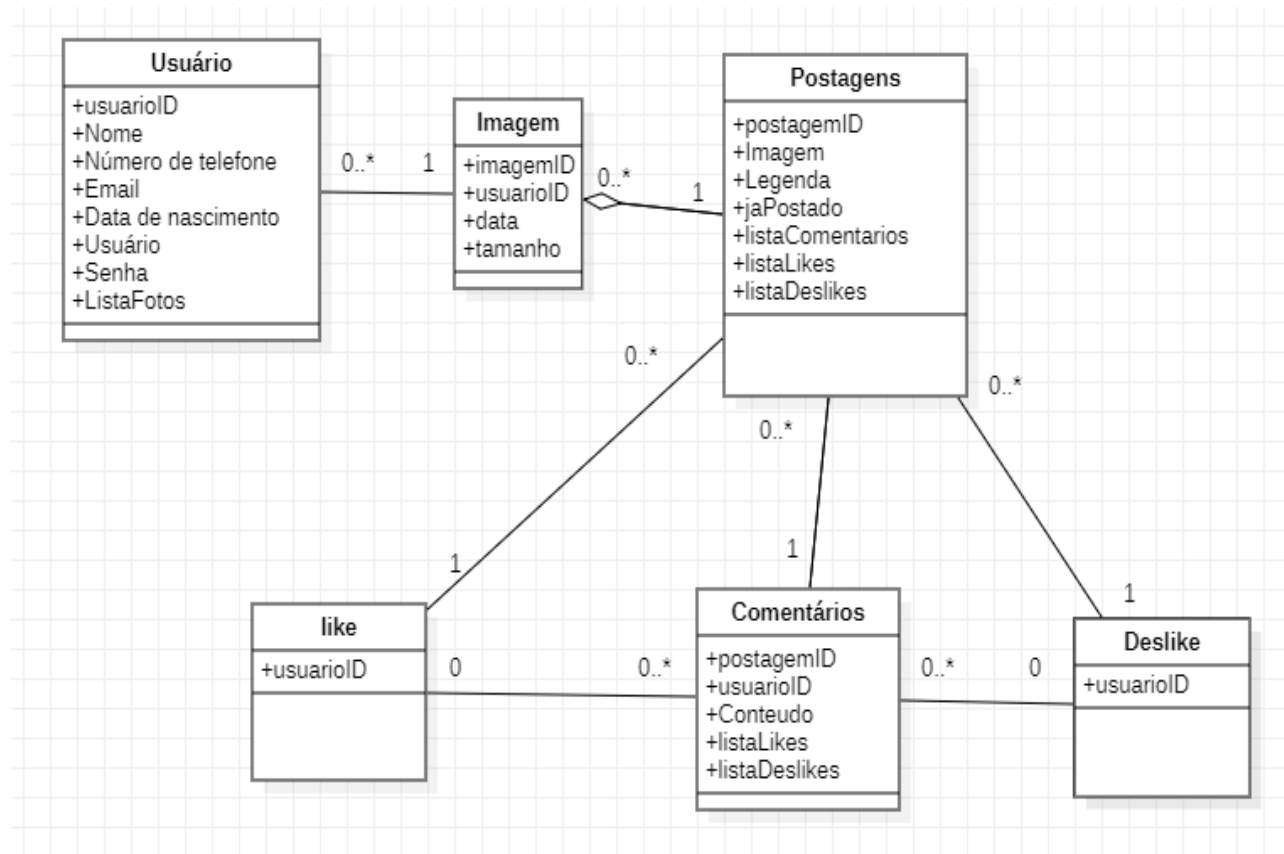 Usuário
+usuarioID
+Nome
+Número de telefone
+Email
+Data de nascimento
+Usuário
+Senha
+ListaFotos
0..*
1
Imagem
+imagemID
+usuarioID
+data
+tamanho
0..*
1
Postagens
+postagemID
+Imagem
+Legenda
+jaPostado
+listaComentarios
+listaLikes
+listaDeslikes
0..*
0..*
0..*
1
1
1
like
+usuarioID
0
0..*
Comentários
+postagemID
+usuarioID
+Conteudo
+listaLikes
+listaDeslikes
0..*
0
Deslike
+usuarioID